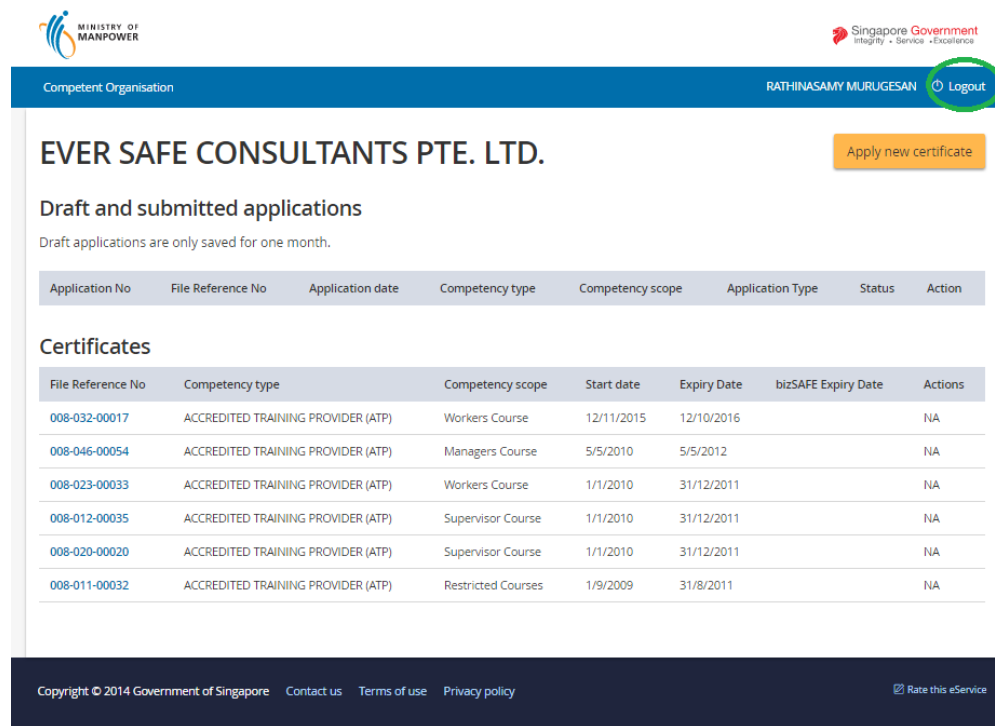 MINISTRY OF
MANPOWER
Singapore Government
Integrity • Service • Excellence
Competent Organisation RATHINASAMY MURUGESAN Logout
EVER SAFE CONSULTANTS PTE. LTD. Apply new certificate
Draft and submitted applications
Draft applications are only saved for one month.
Application No File Reference No Application date Competency type Competency scope Application Type Status Action
Certificates
File Reference No Competency type Competency scope Start date Expiry Date bizSAFE Expiry Date Actions
008-032-00017 ACCREDITED TRAINING PROVIDER (ATP) Workers Course 12/11/2015 12/10/2016 NA
008-046-00054 ACCREDITED TRAINING PROVIDER (ATP) Managers Course 5/5/2010 5/5/2012 NA
008-023-00033 ACCREDITED TRAINING PROVIDER (ATP) Workers Course 1/1/2010 31/12/2011 NA
008-012-00035 ACCREDITED TRAINING PROVIDER (ATP) Supervisor Course 1/1/2010 31/12/2011 NA
008-020-00020 ACCREDITED TRAINING PROVIDER (ATP) Supervisor Course 1/1/2010 31/12/2011 NA
008-011-00032 ACCREDITED TRAINING PROVIDER (ATP) Restricted Courses 1/9/2009 31/8/2011 NA
Copyright © 2014 Government of Singapore Contact us Terms of use Privacy policy Rate this eService